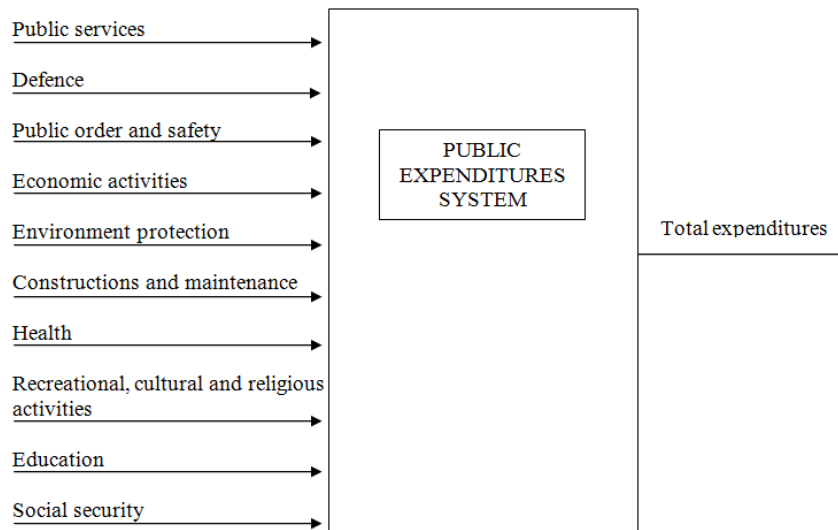 Public services
Defence
Public order and safety
Economic activities
Environment protection
Constructions and maintenance
Health
Recreational, cultural and religious
activities
Education
Social security
PUBLIC
EXPENDITURES
SYSTEM
Total expenditures